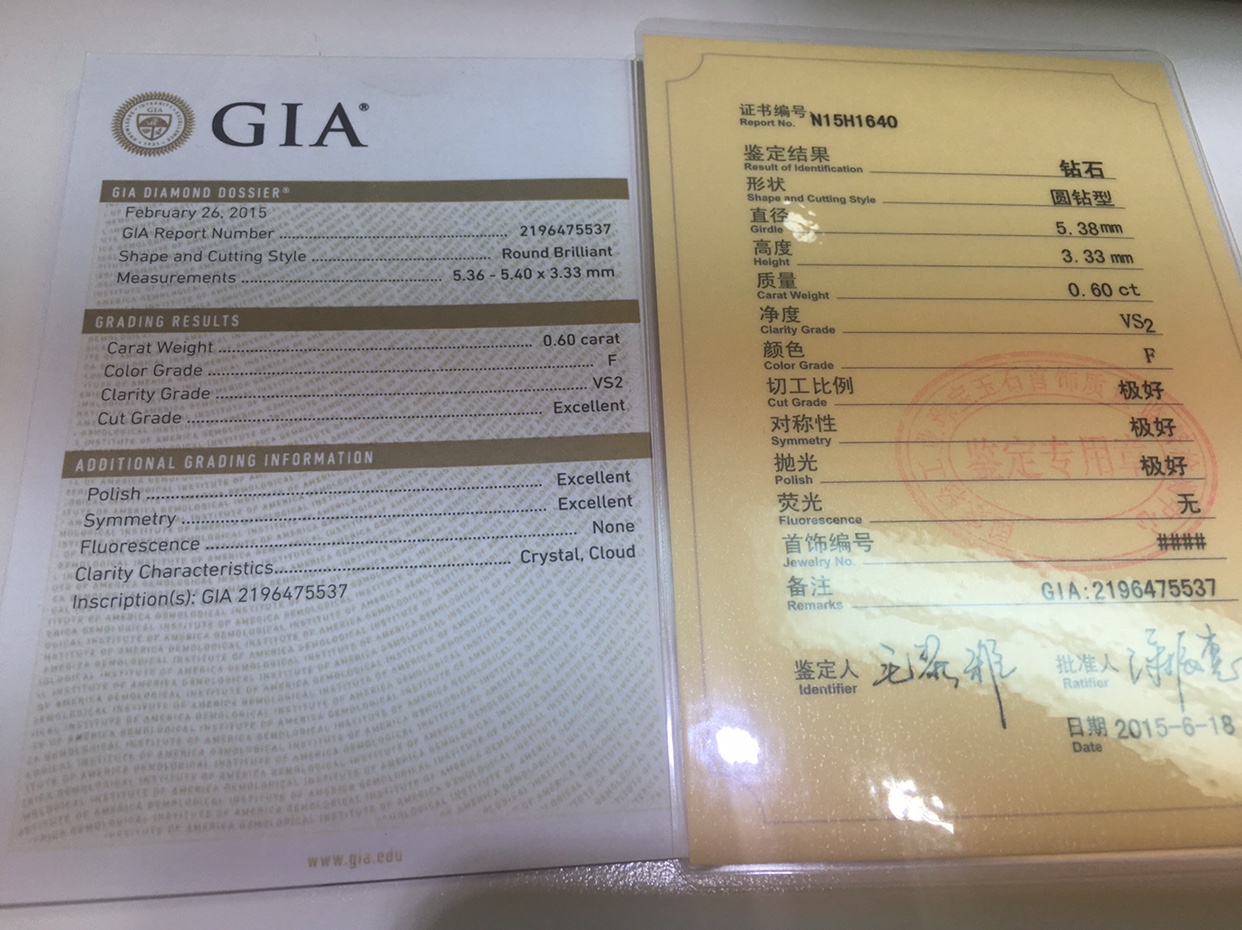 GIA®
GIA DIAMOND DOSSIER®
February 26, 2015
GIA Report Number 2196475537
Shape and Cutting Style Round Brilliant
Measurements 5.36 - 5.40 x 3.33 mm
GRADING RESULTS
Carat Weight 0.60 carat
Color Grade F
Clarity Grade VS2
Cut Grade Excellent
ADDITIONAL GRADING INFORMATION
Polish Excellent
Symmetry Excellent
Fluorescence None
Clarity Characteristics Crystal, Cloud
Inscription(s): GIA 2196475537
www.gia.edu
证书编号 N15H1640
Report No.
鉴定结果 钻石
Result of Identification
形状 圆钻型
Shape and Cutting Style
直径 5.38mm
Girdle
高度 3.33 mm
Height
质量 0.60 ct
Carat Weight
净度 VS2
Clarity Grade
颜色 F
Color Grade
切工比例 极好
Cut Grade
对称性 极好
Symmetry
抛光 极好
Polish
荧光 无
Fluorescence
首饰编号 ####
Jewelry No.
备注 GIA:2196475537
Remarks
鉴定专用章
鉴定人
Identifier
批准人
Ratifier
日期 2015-6-18
Date